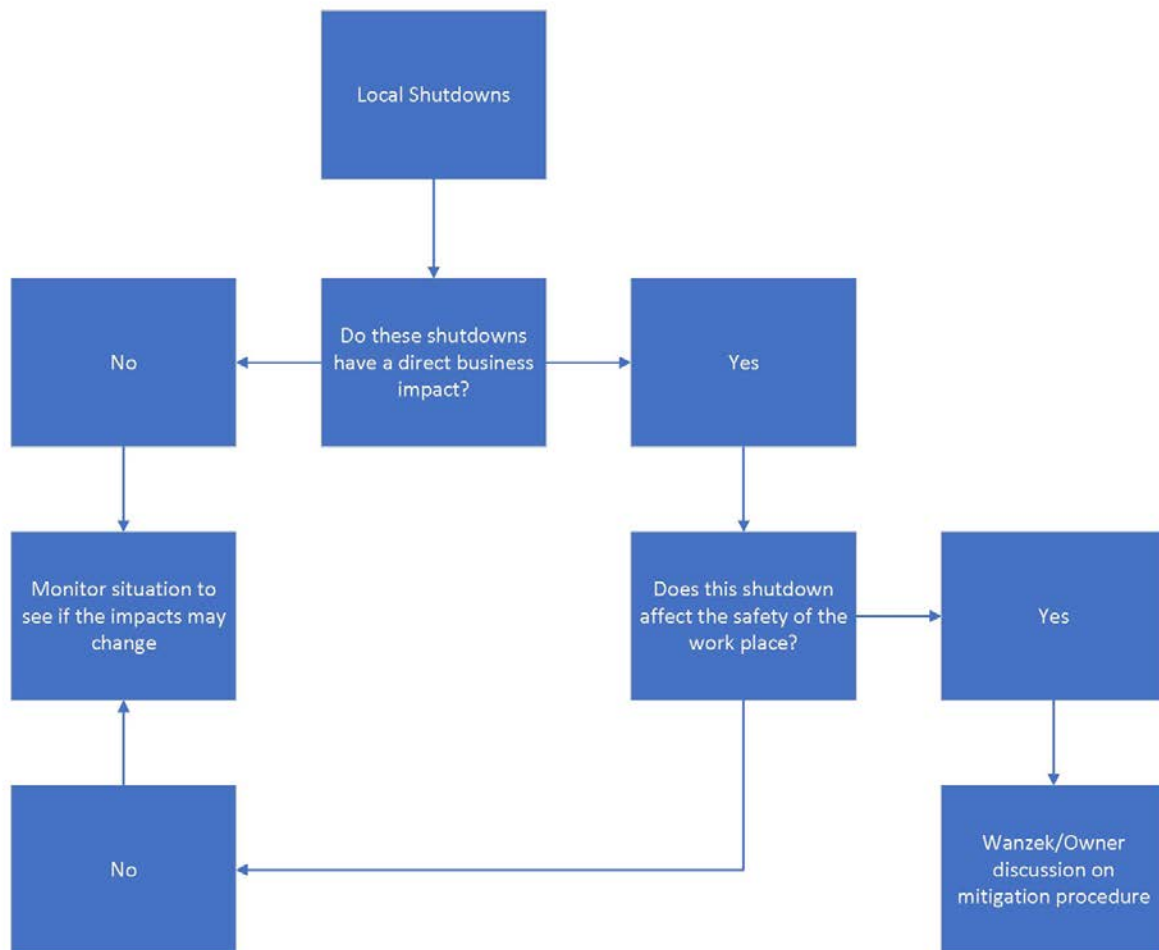 Local Shutdowns
No
Do these shutdowns
have a direct business
impact?
Yes
Monitor situation to
see if the impacts may
change
Does this shutdown
affect the safety of the
work place?
Yes
No
Wanzek/Owner
discussion on
mitigation procedure